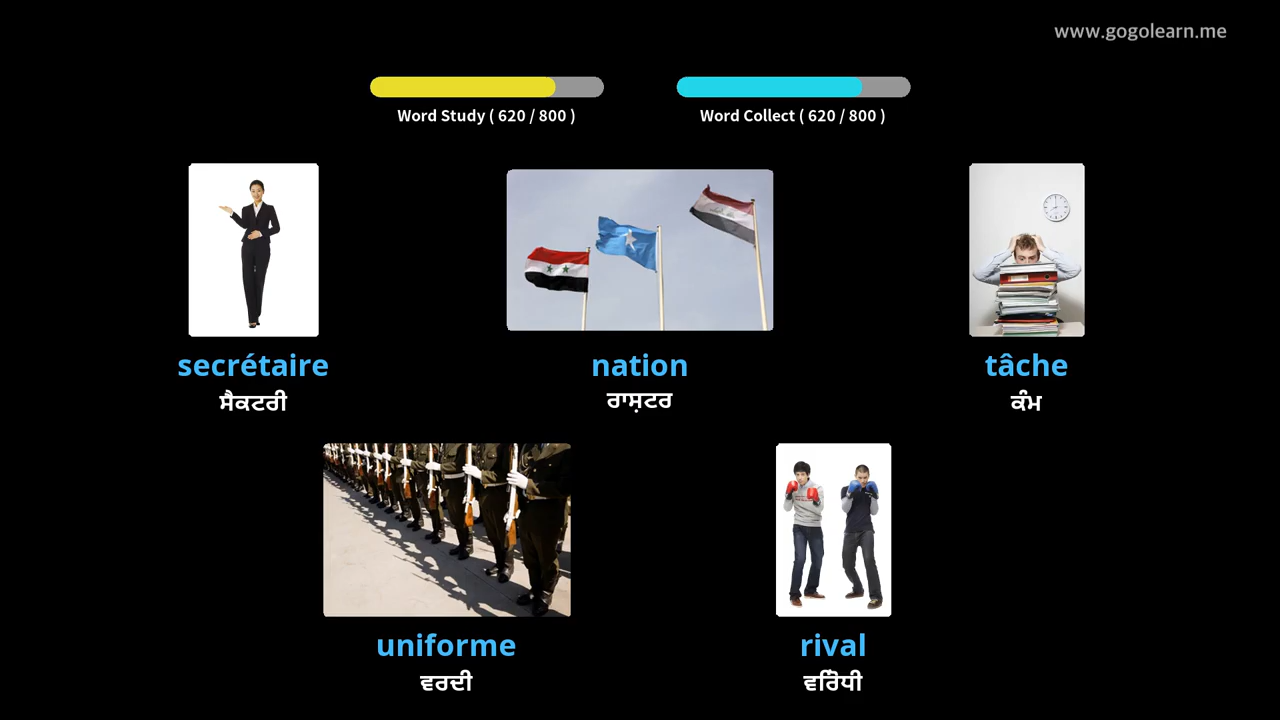 www.gogolearn.me
Word Study ( 620 / 800 )
Word Collect ( 620 / 800 )
secrétaire
ਸੈਕਟਰੀ
nation
ਰਾਸ਼ਟਰ
tâche
ਕੰਮ
uniforme
ਵਰਦੀ
rival
ਵਿਰੋਧੀ